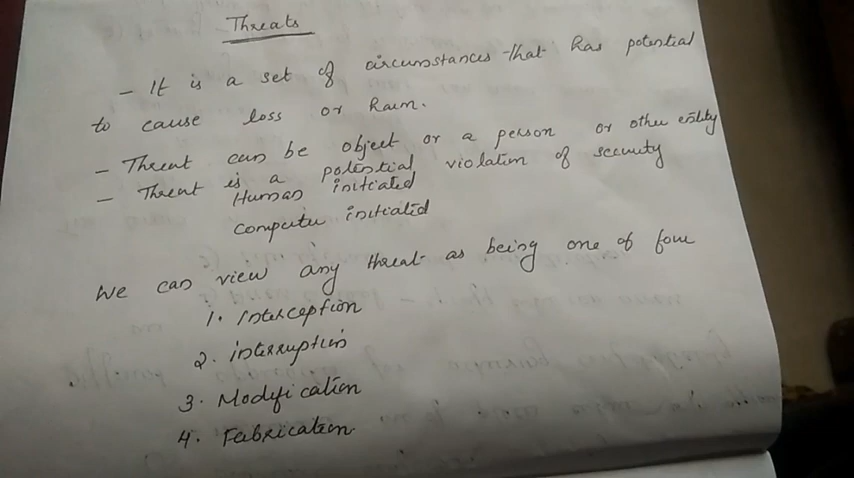 Threats
- It is a set of circumstances that has potential
to cause loss or harm.
- Threat can be object or a person or other entity
- Threat is a potential violation of security
Human initiated
Computer initiated
We can view any threat as being one of four
1. Interception
2. interruption
3. Modification
4. Fabrication